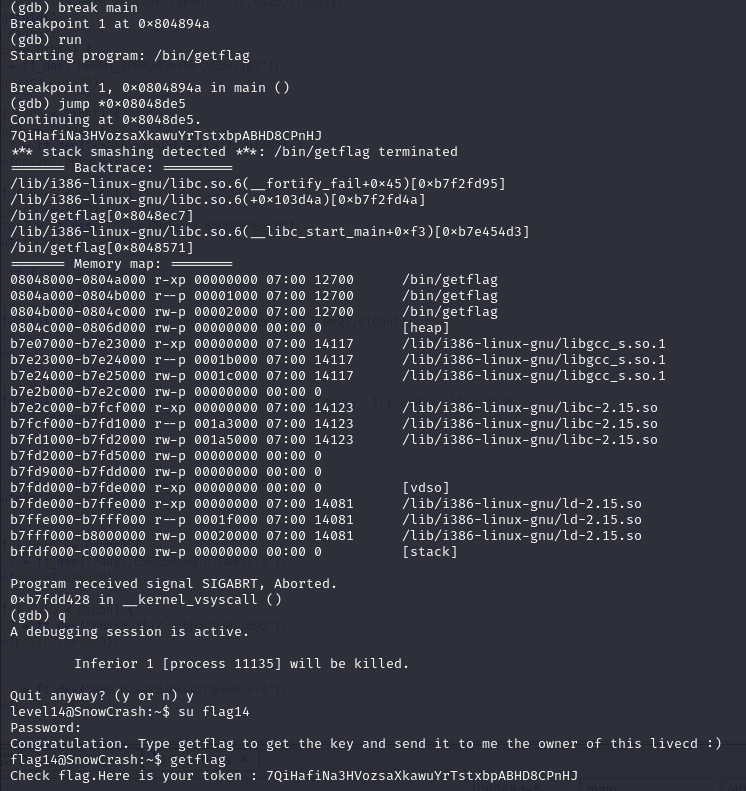 (gdb) break main
Breakpoint 1 at 0×804894a
(gdb) run
Starting program: /bin/getflag
Breakpoint 1, 0×0804894a in main ()
(gdb) jump *0×08048de5
Continuing at 0×8048de5.
7QiHafiNa3HVozsaXkawuYrTstxbpABHD8CPnHJ
*** stack smashing detected ***: /bin/getflag terminated
======= Backtrace: =========
/lib/i386-linux-gnu/libc.so.6(__fortify_fail+0×45)[0×b7f2fd95]
/lib/i386-linux-gnu/libc.so.6(+0×103d4a)[0×b7f2fd4a]
/bin/getflag[0×8048ec7]
/lib/i386-linux-gnu/libc.so.6(__libc_start_main+0×f3)[0×b7e454d3]
/bin/getflag[0×8048571]
======= Memory map: ========
08048000-0804a000 r-xp 00000000 07:00 12700      /bin/getflag
0804a000-0804b000 r--p 00001000 07:00 12700      /bin/getflag
0804b000-0804c000 rw-p 00002000 07:00 12700      /bin/getflag
0804c000-0806d000 rw-p 00000000 00:00 0          [heap]
b7e07000-b7e23000 r-xp 00000000 07:00 14117      /lib/i386-linux-gnu/libgcc_s.so.1
b7e23000-b7e24000 r--p 0001b000 07:00 14117      /lib/i386-linux-gnu/libgcc_s.so.1
b7e24000-b7e25000 rw-p 0001c000 07:00 14117      /lib/i386-linux-gnu/libgcc_s.so.1
b7e2b000-b7e2c000 rw-p 00000000 00:00 0
b7e2c000-b7fcf000 r-xp 00000000 07:00 14123      /lib/i386-linux-gnu/libc-2.15.so
b7fcf000-b7fd1000 r--p 001a3000 07:00 14123      /lib/i386-linux-gnu/libc-2.15.so
b7fd1000-b7fd2000 rw-p 001a5000 07:00 14123      /lib/i386-linux-gnu/libc-2.15.so
b7fd2000-b7fd5000 rw-p 00000000 00:00 0
b7fd9000-b7fdd000 rw-p 00000000 00:00 0
b7fdd000-b7fde000 r-xp 00000000 00:00 0          [vdso]
b7fde000-b7ffe000 r-xp 00000000 07:00 14081      /lib/i386-linux-gnu/ld-2.15.so
b7ffe000-b7fff000 r--p 0001f000 07:00 14081      /lib/i386-linux-gnu/ld-2.15.so
b7fff000-b8000000 rw-p 00020000 07:00 14081      /lib/i386-linux-gnu/ld-2.15.so
bffdf000-c0000000 rw-p 00000000 00:00 0          [stack]
Program received signal SIGABRT, Aborted.
0×b7fdd428 in __kernel_vsyscall ()
(gdb) q
A debugging session is active.
Inferior 1 [process 11135] will be killed.
Quit anyway? (y or n) y
level14@SnowCrash:~$ su flag14
Password:
Congratulation. Type getflag to get the key and send it to me the owner of this livecd :)
flag14@SnowCrash:~$ getflag
Check flag.Here is your token : 7QiHafiNa3HVozsaXkawuYrTstxbpABHD8CPnHJ